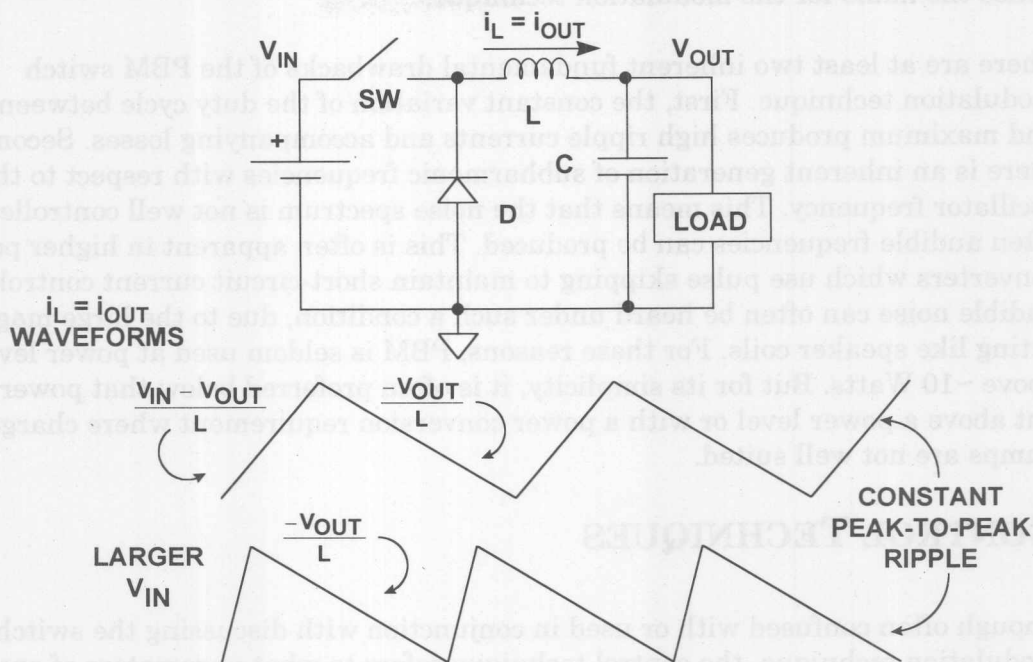 iL = iOUT
VIN
VOUT
SW
L
+
C
D
LOAD
iL = iOUT
WAVEFORMS
VIN VOUT
L
–VOUT
L
CONSTANT
PEAK-TO-PEAK
RIPPLE
–VOUT
L
LARGER
VIN